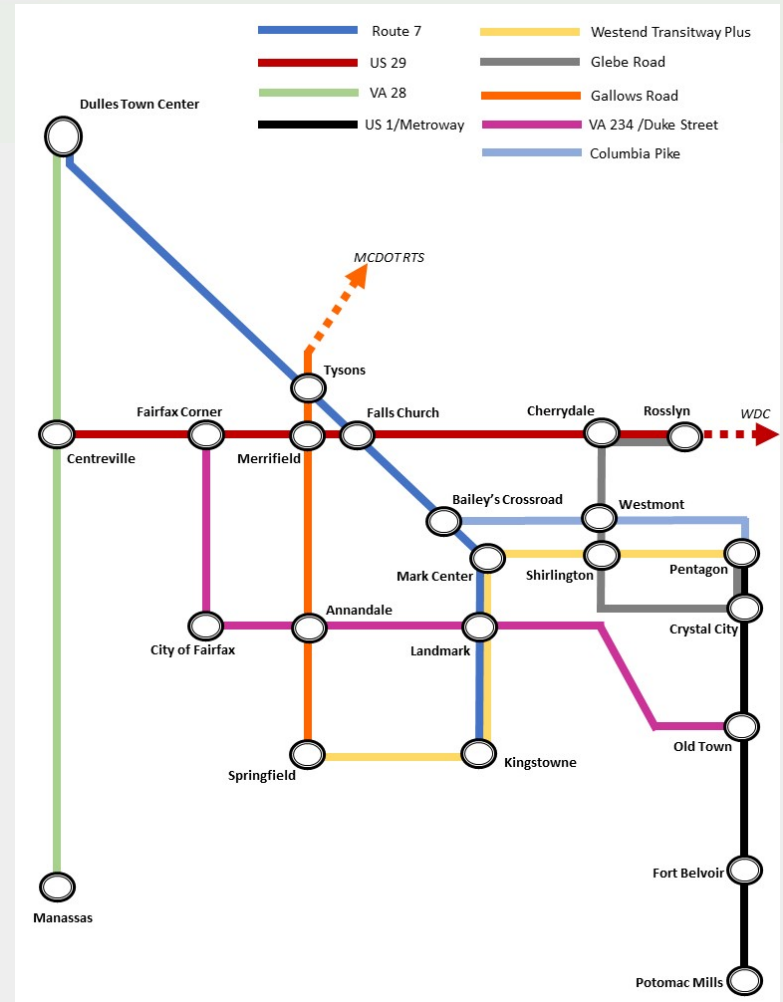 Route 7
Westend Transitway Plus
US 29
Glebe Road
VA 28
Gallows Road
US 1/Metroway
VA 234 /Duke Street
Columbia Pike
Dulles Town Center
MCDOT RTS
Tysons
Fairfax Corner
Falls Church
Cherrydale
Rosslyn
WDC
Centreville
Merrifield
Bailey's Crossroad
Westmont
Mark Center
Shirlington
Pentagon
Annandale
Crystal City
City of Fairfax
Landmark
Old Town
Springfield
Kingstowne
Fort Belvoir
Manassas
Potomac Mills